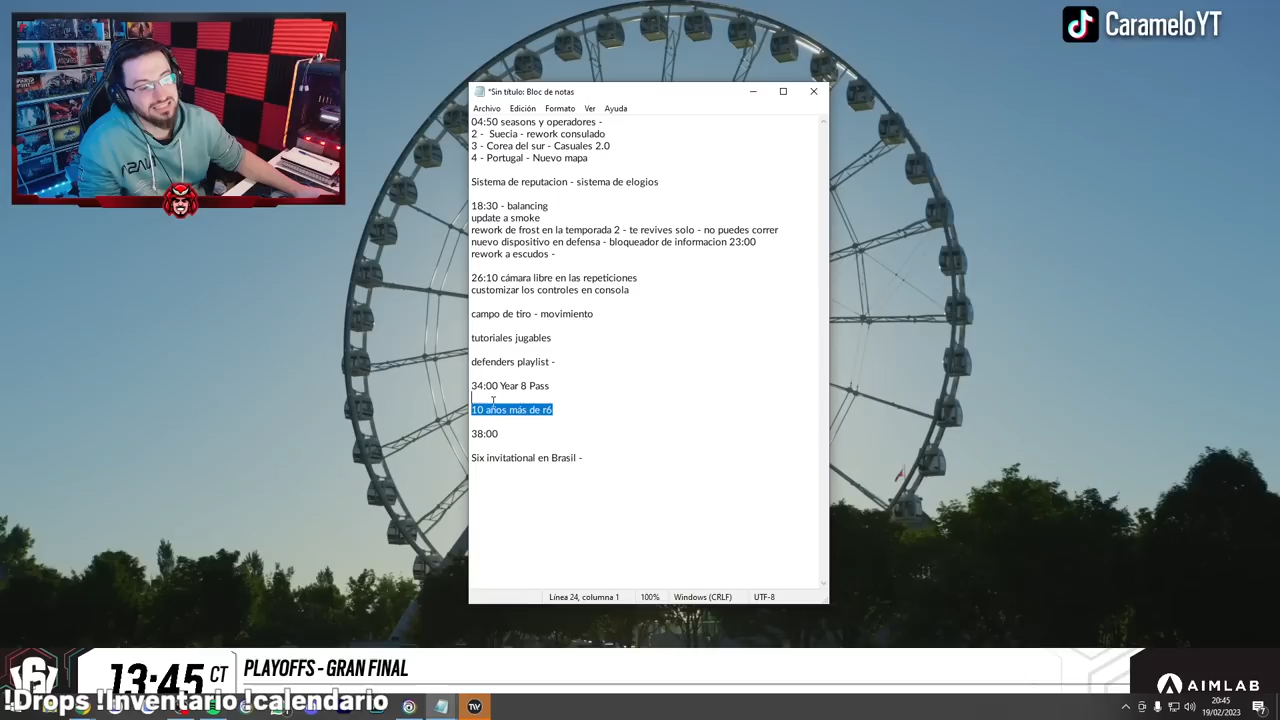 CarameloYT
*Sin título: Bloc de notas
Archivo Edición Formato Ver Ayuda
04:50 seasons y operadores -
2 - Suecia - rework consulado
3 - Corea del sur - Casuales 2.0
4 - Portugal - Nuevo mapa
Sistema de reputacion - sistema de elogios
18:30 - balancing
update a smoke
rework de frost en la temporada 2 - te revives solo - no puedes correr
nuevo dispositivo en defensa - bloqueador de informacion 23:00
rework a escudos -
26:10 cámara libre en las repeticiones
customizar los controles en consola
campo de tiro - movimiento
tutoriales jugables
defenders playlist -
34:00 Year 8 Pass
10 años más de r6
38:00
Six invitational en Brasil -
Línea 24, columna 1 100% Windows (CRLF) UTF-8
13:45 CT PLAYOFFS - GRAN FINAL
AIMLAB
!Drops !Inventario !calendario
20:45
19/02/2023